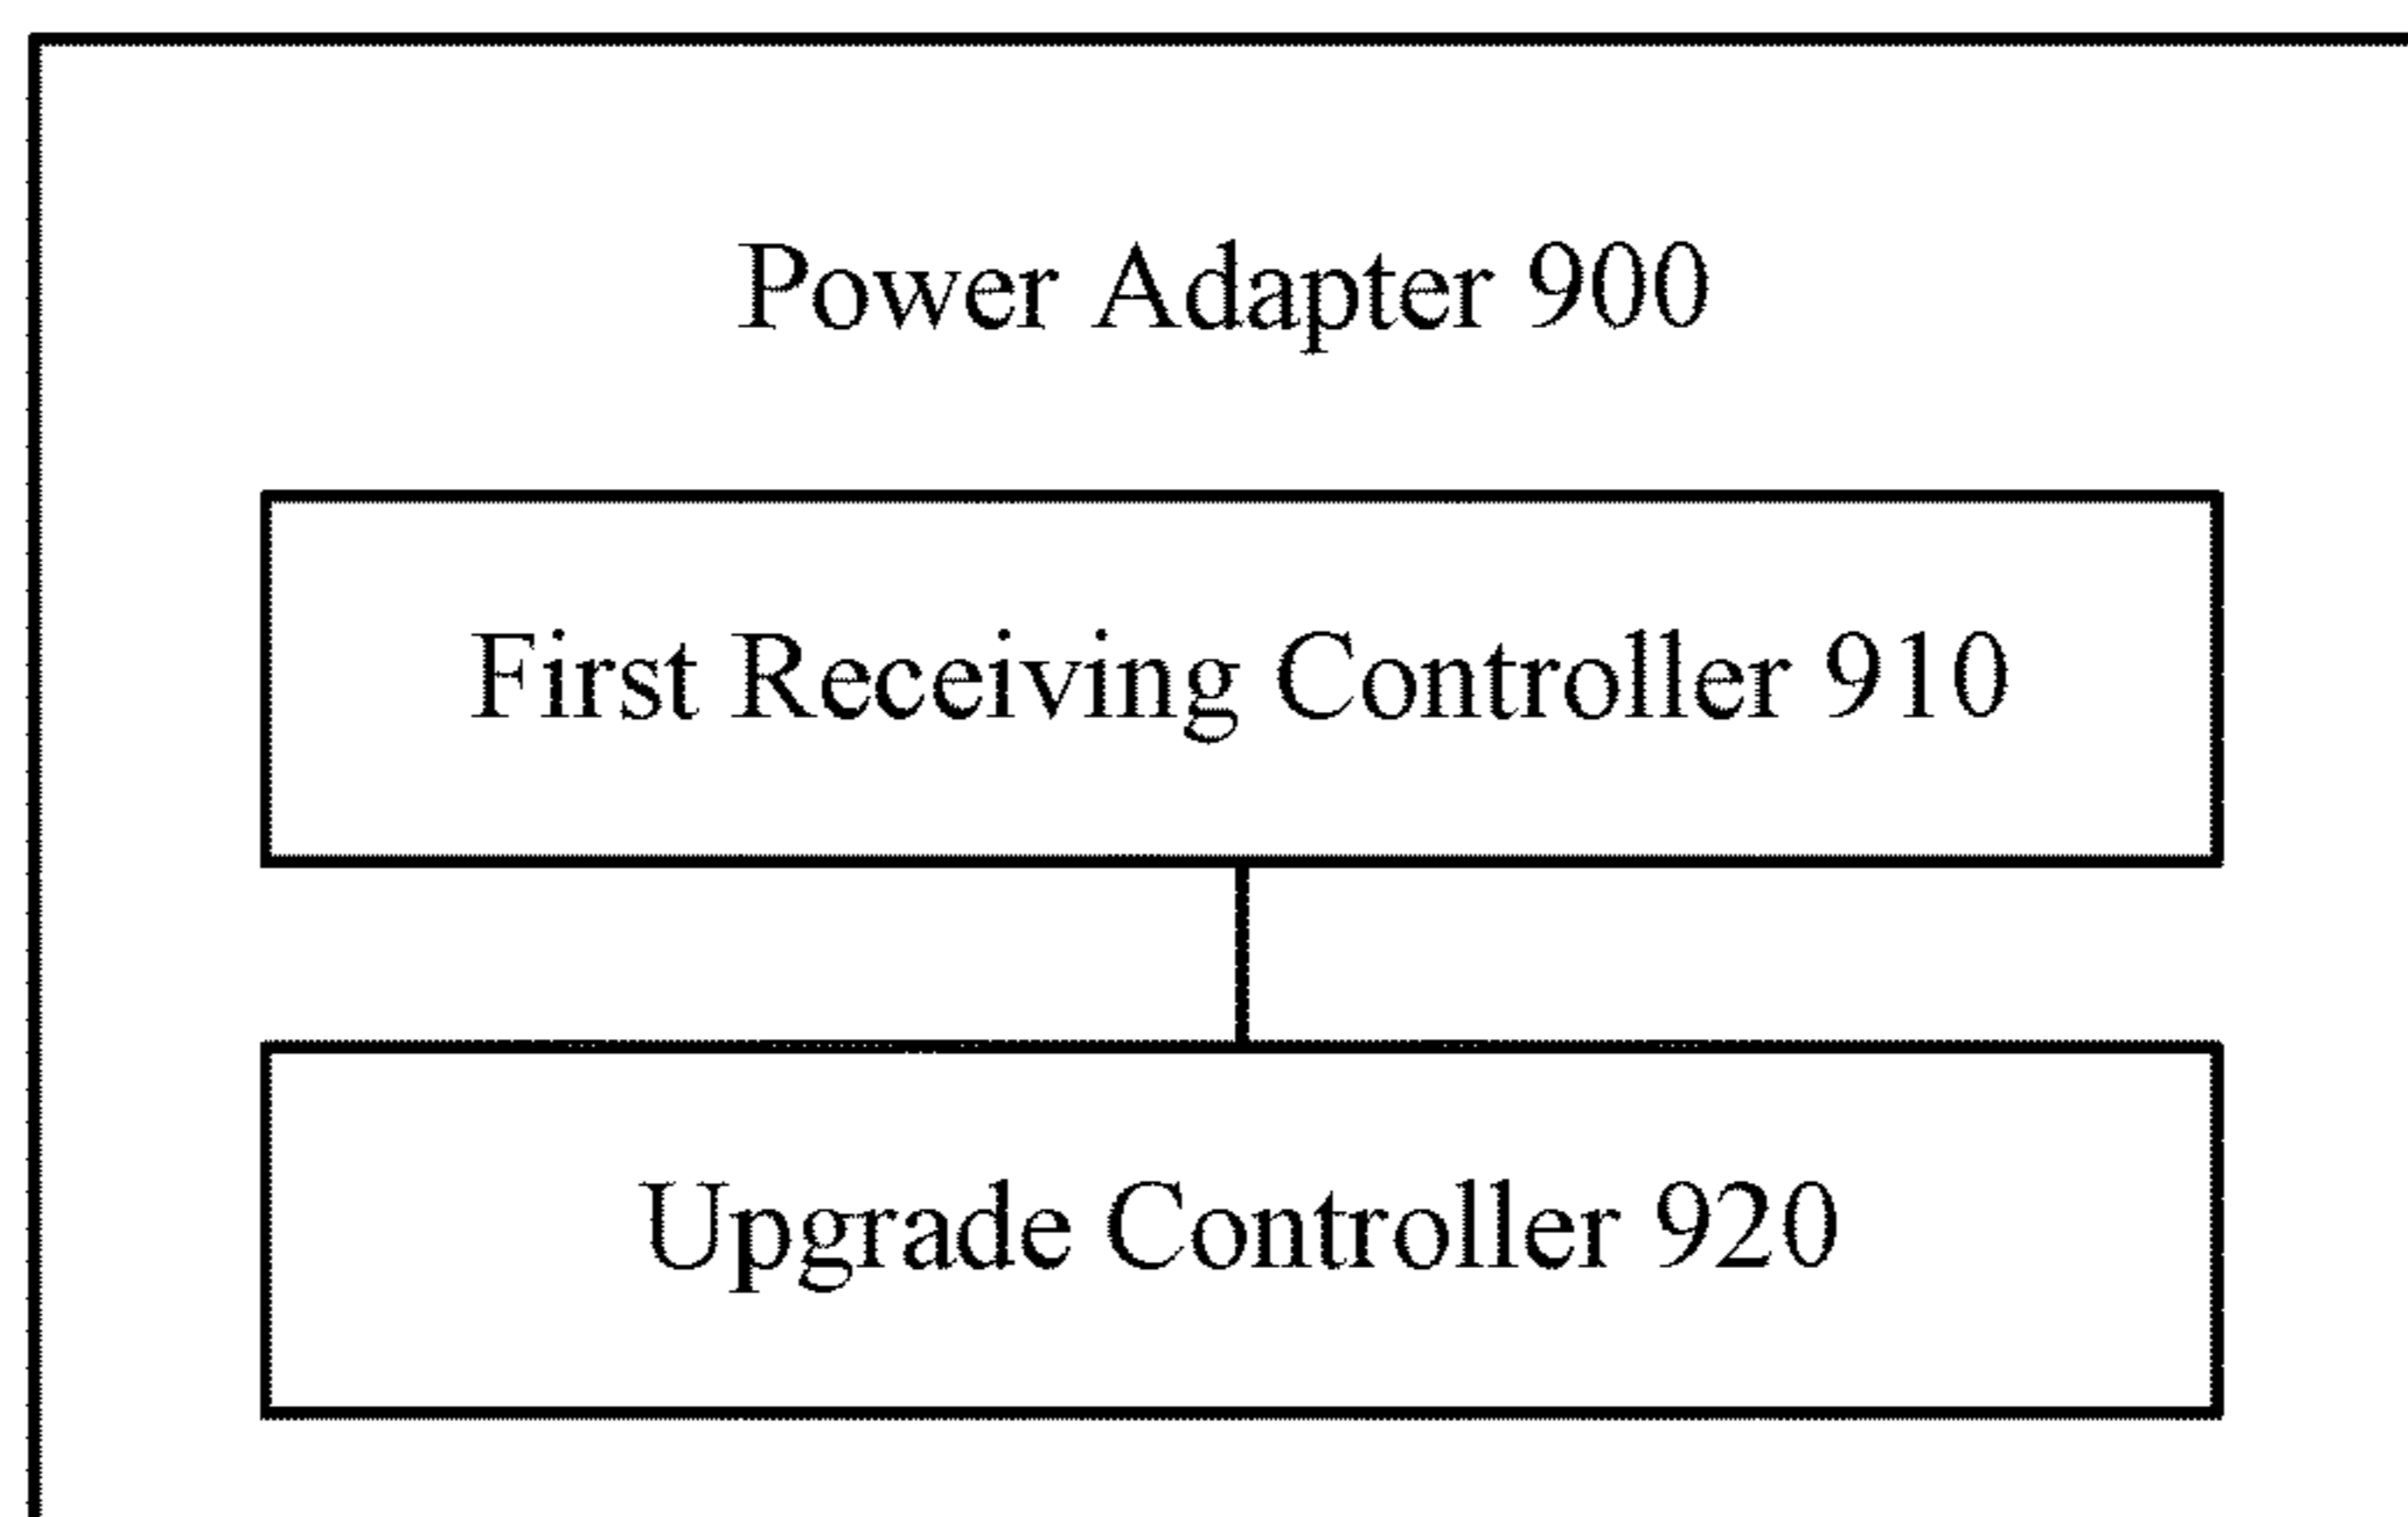 Power Adapter 900
First Receiving Controller 910
Upgrade Controller 920